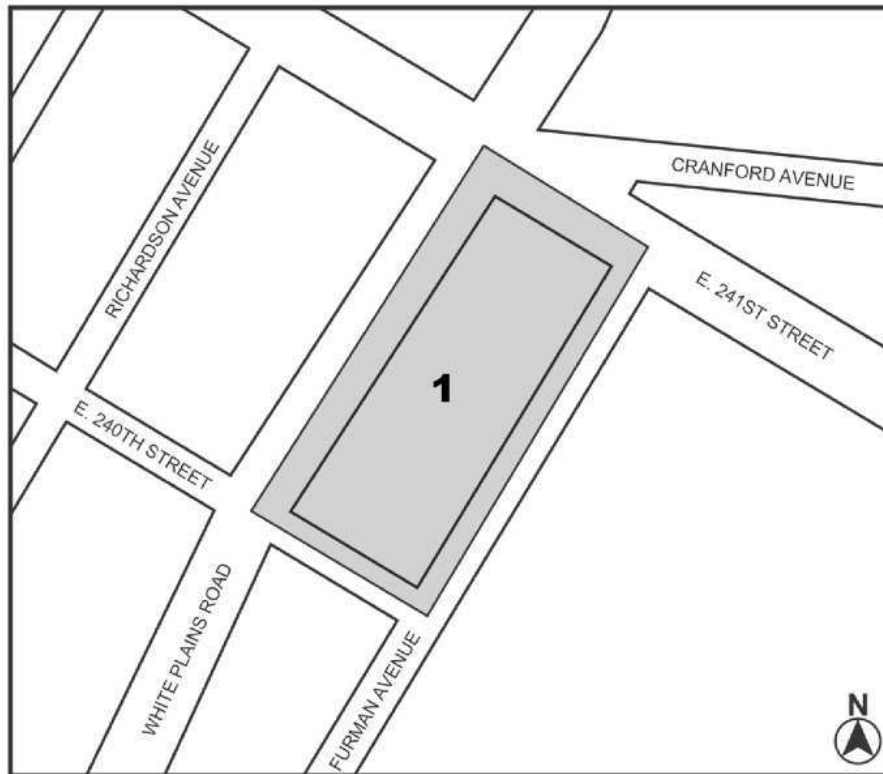 CRANFORD AVENUE
RICHARDSON AVENUE
E. 241ST STREET
1
E. 240TH STREET
WHITE PLAINS ROAD
FURMAN AVENUE
N